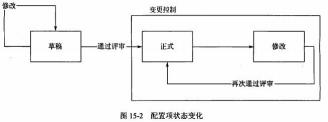 修改
变更控制
草稿
通过评审
正式
修改
再次通过评审
图 15-2 配置项状态变化